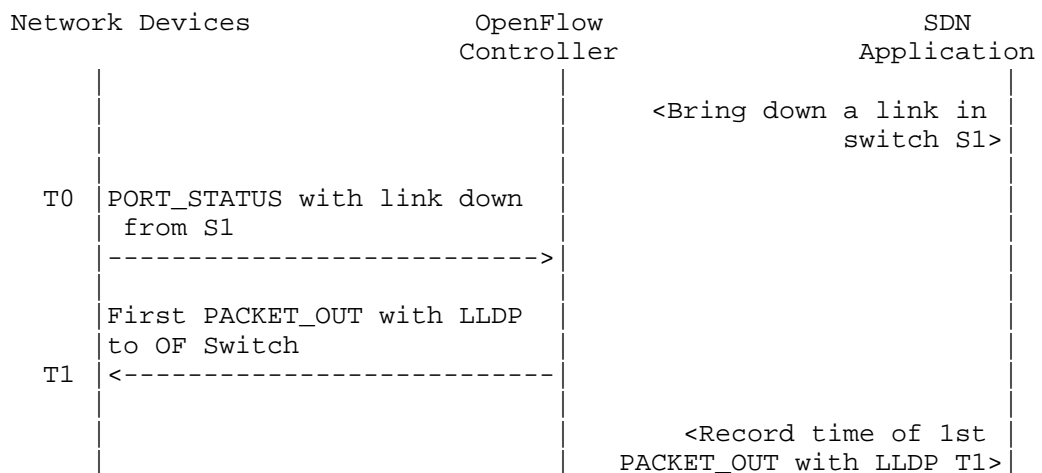 Network Devices OpenFlow SDN
Controller Application
<Bring down a link in
switch S1>
T0 PORT_STATUS with link down
from S1
---------------------------->
First PACKET_OUT with LLDP
to OF Switch
T1 <----------------------------
<Record time of 1st
PACKET_OUT with LLDP T1>